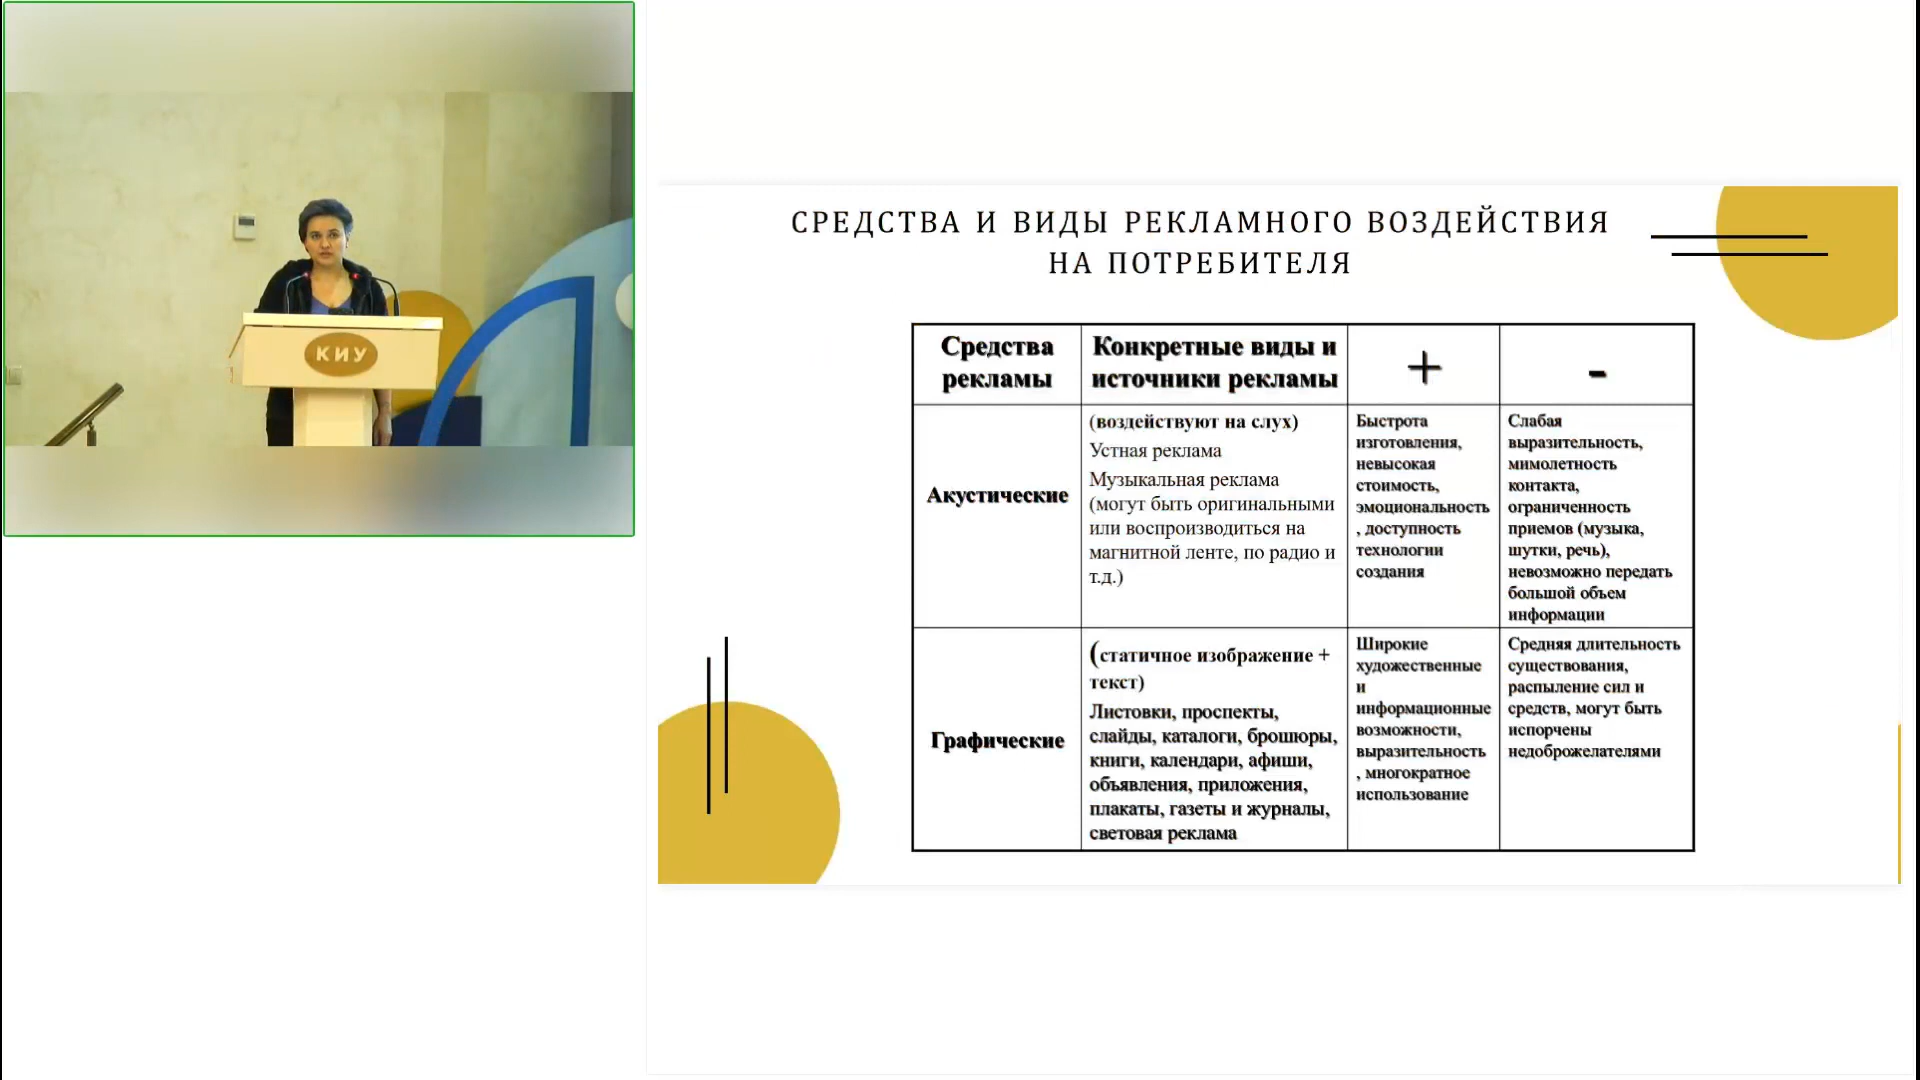 КИУ
СРЕДСТВА И ВИДЫ РЕКЛАМНОГО ВОЗДЕЙСТВИЯ
НА ПОТРЕБИТЕЛЯ
Средства
рекламы
Конкретные виды и
источники рекламы
+
-
Акустические
(воздействуют на слух)
Устная реклама
Музыкальная реклама
(могут быть оригинальными
или воспроизводиться на
магнитной ленте, по радио и
т.д.)
Быстрота
изготовления,
невысокая
стоимость,
эмоциональность
, доступность
технологии
создания
Слабая
выразительность,
мимолетность
контакта,
ограниченность
приемов (музыка,
шутки, речь),
невозможно передать
большой объем
информации
Графические
(статичное изображение +
текст)
Листовки, проспекты,
слайды, каталоги, брошюры,
книги, календари, афиши,
объявления, приложения,
плакаты, газеты и журналы,
световая реклама
Широкие
художественные
и
информационные
возможности,
выразительность
, многократное
использование
Средняя длительность
существования,
распыление сил и
средств, могут быть
испорчены
недоброжелателями